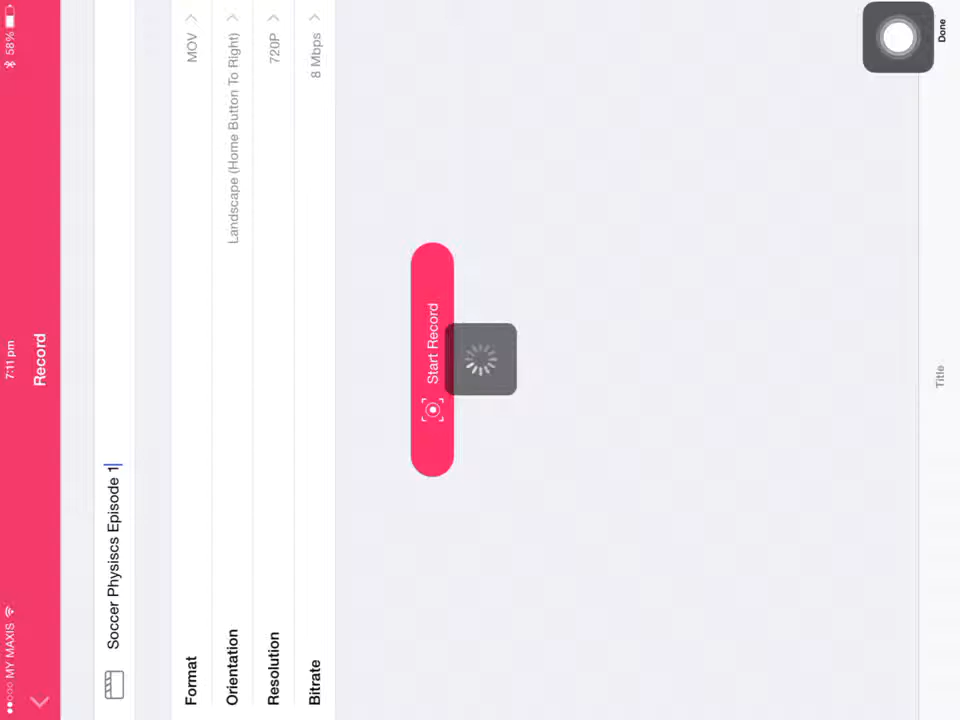 MY MAXIS 7:11 pm 58%
Record
Soccer Physiscs Episode 1
Format MOV
Orientation Landscape (Home Button To Right)
Resolution 720P
Bitrate 8 Mbps
Start Record
Title Done